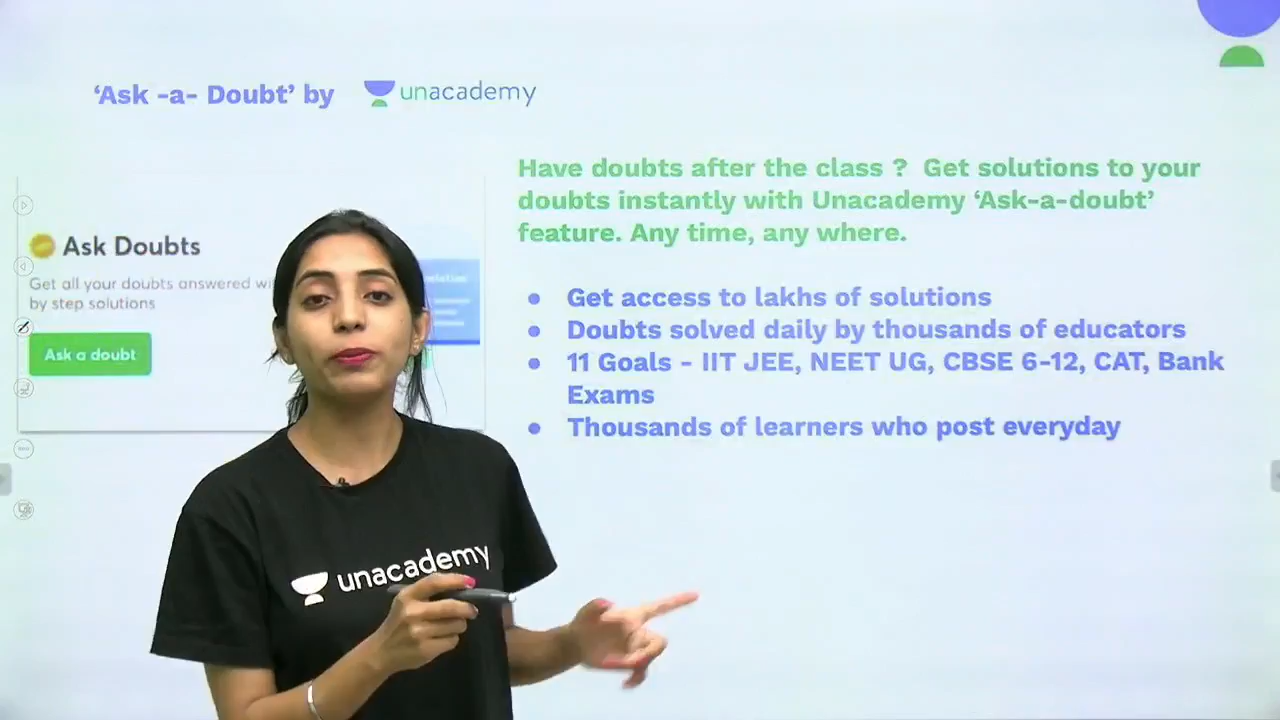 ‘Ask -a- Doubt’ by unacademy
Have doubts after the class ? Get solutions to your
doubts instantly with Unacademy ‘Ask-a-doubt’
feature. Any time, any where.
Ask Doubts
Get all your doubts answered
by step solutions
Ask a doubt
● Get access to lakhs of solutions
● Doubts solved daily by thousands of educators
● 11 Goals - IIT JEE, NEET UG, CBSE 6-12, CAT, Bank
Exams
● Thousands of learners who post everyday
unacademy